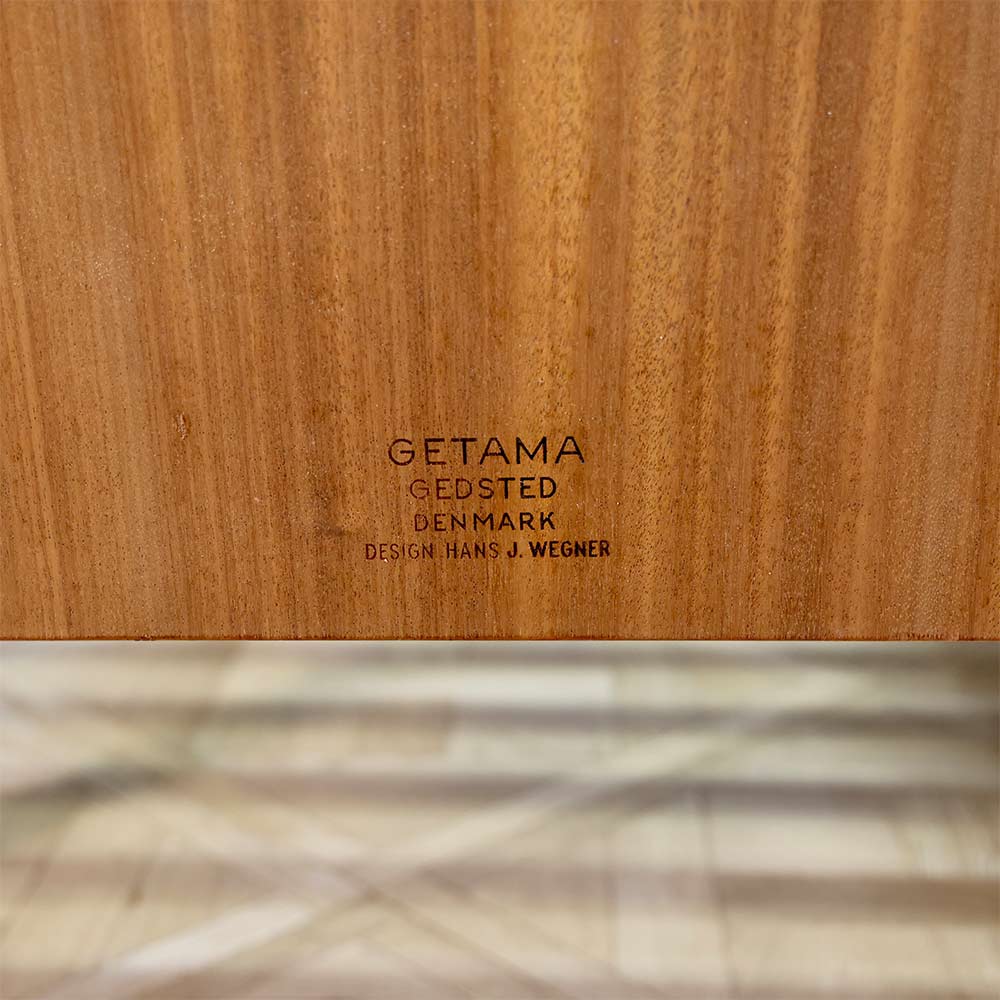 GETAMA
GEDSTED
DENMARK
DESIGN HANS J. WEGNER